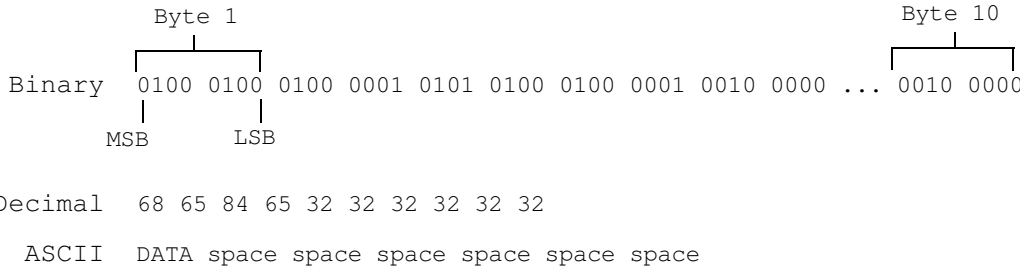 Byte 1 Byte 10
Binary 0100 0100 0100 0001 0101 0100 0100 0001 0010 0000 ... 0010 0000
MSB LSB
Decimal 68 65 84 65 32 32 32 32 32 32
ASCII DATA space space space space space space